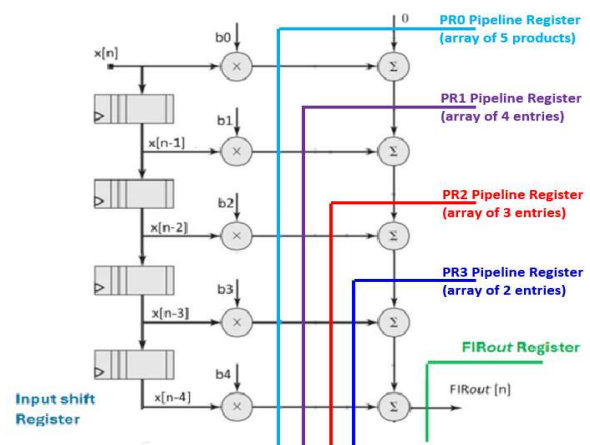 0
PR0 Pipeline Register
(array of 5 products)
b0
x[n]
×
Σ
PR1 Pipeline Register
(array of 4 entries)
b1
x[n-1]
×
Σ
PR2 Pipeline Register
(array of 3 entries)
b2
x[n-2]
×
Σ
PR3 Pipeline Register
(array of 2 entries)
b3
x[n-3]
×
Σ
FIRout Register
b4
x[n-4]
×
Σ
FIRout [n]
Input shift
Register